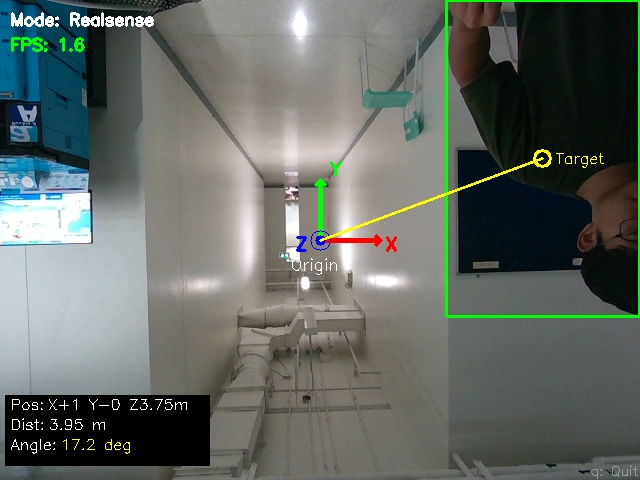 Mode: Realsense
FPS: 1.6
A
Y
Target
Z
X
Origin
Pos: X+1 Y-0 Z3.75m
Dist: 3.95 m
Angle: 17.2 deg
q: Quit